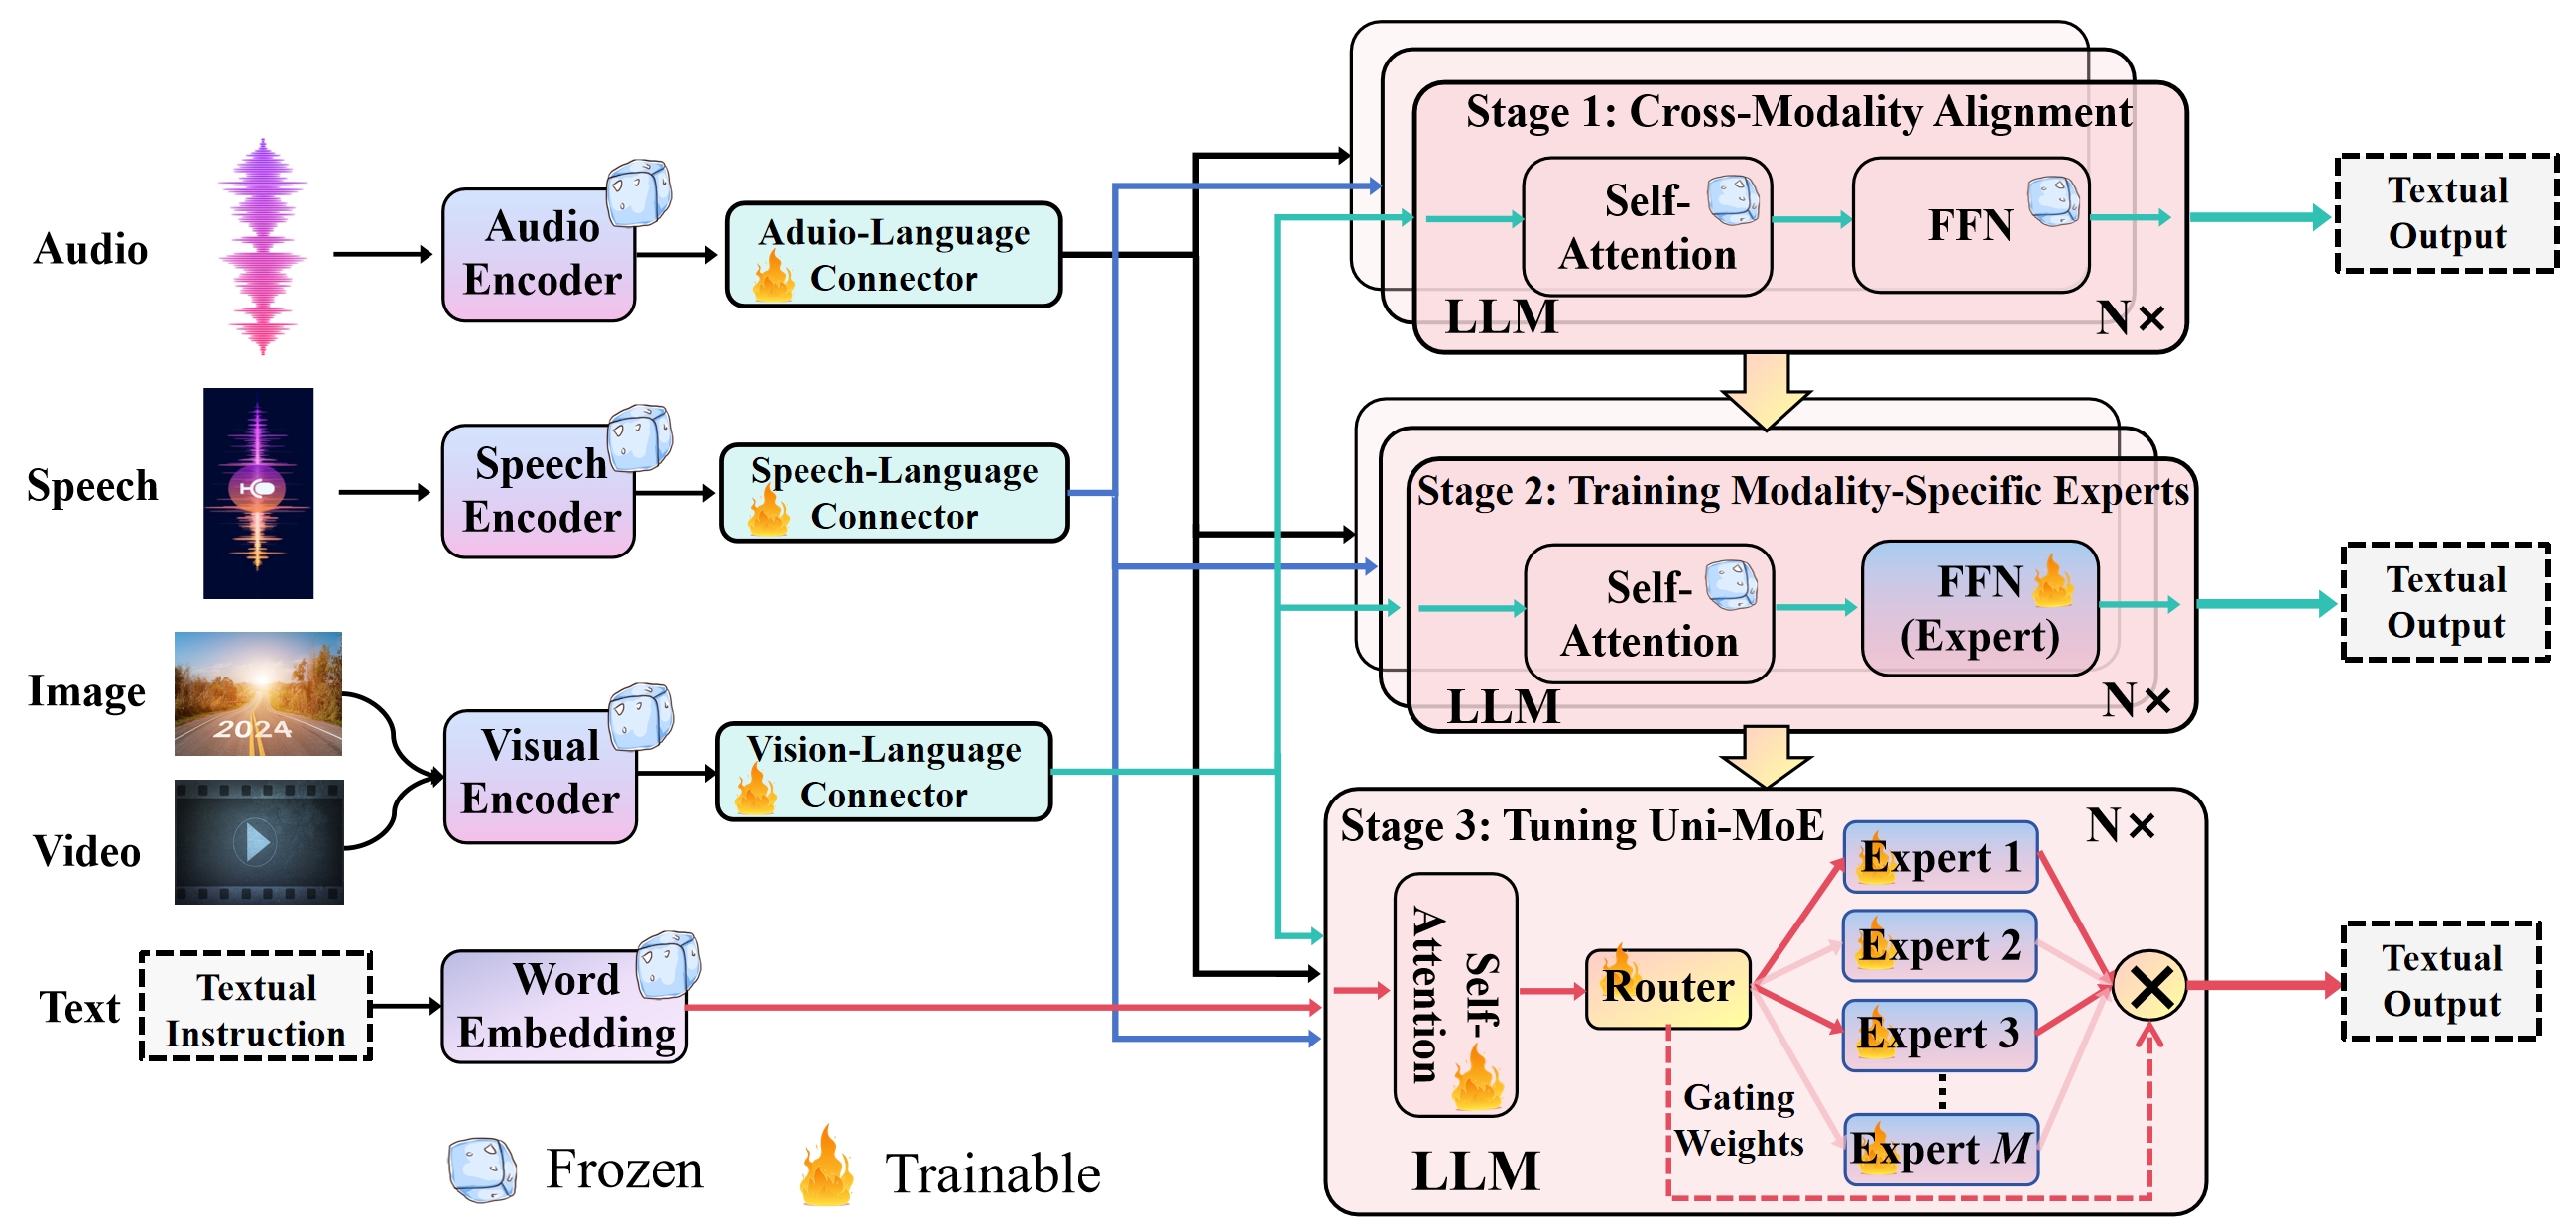 Audio
Audio
Encoder
Aduio-Language
Connector
Speech
Speech
Encoder
Speech-Language
Connector
Image
2024
Video
Visual
Encoder
Vision-Language
Connector
Text
Textual
Instruction
Word
Embedding
Frozen
Trainable
Stage 1: Cross-Modality Alignment
Self-
Attention
FFN
LLM
N×
Textual
Output
Stage 2: Training Modality-Specific Experts
Self-
Attention
FFN
(Expert)
LLM
N×
Textual
Output
Stage 3: Tuning Uni-MoE
N×
Self-
Attention
Router
Expert 1
Expert 2
Expert 3
Expert M
Gating
Weights
LLM
Textual
Output